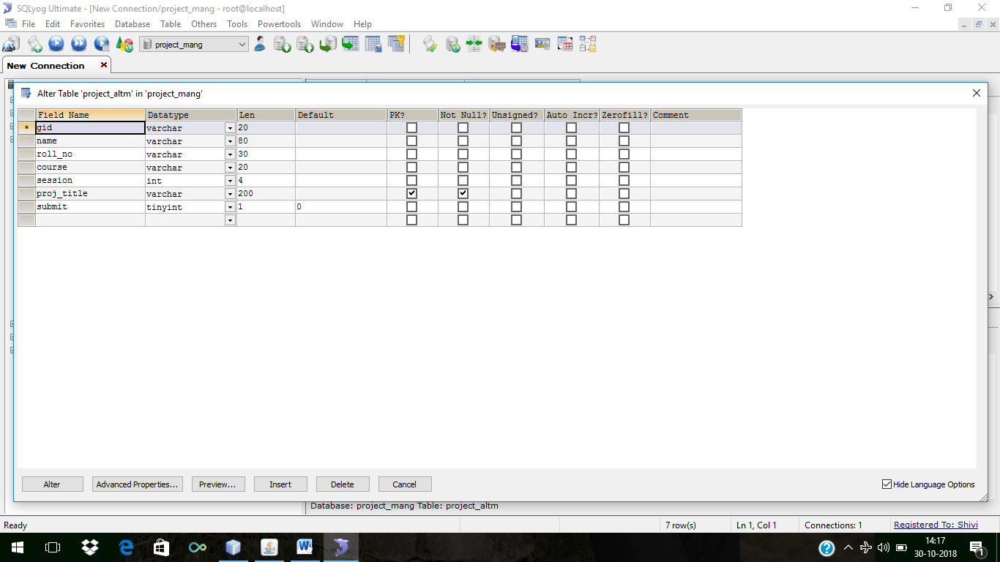 SQLyog Ultimate - [New Connection/project_mang - root@localhost]
File Edit Favorites Database Table Others Tools Powertools Window Help
project_mang
New Connection
Alter Table 'project_altm' in 'project_mang'
Field Name Datatype Len Default PK? Not Null? Unsigned? Auto Incr? Zerofill? Comment
* gid varchar 20
name varchar 80
roll_no varchar 30
course varchar 20
session int 4
proj_title varchar 200
submit tinyint 1 0
Alter Advanced Properties... Preview... Insert Delete Cancel Hide Language Options
Database: project_mang Table: project_altm
Ready 7 row(s) Ln 1, Col 1 Connections: 1 Registered To: Shivi
14:17
30-10-2018
1